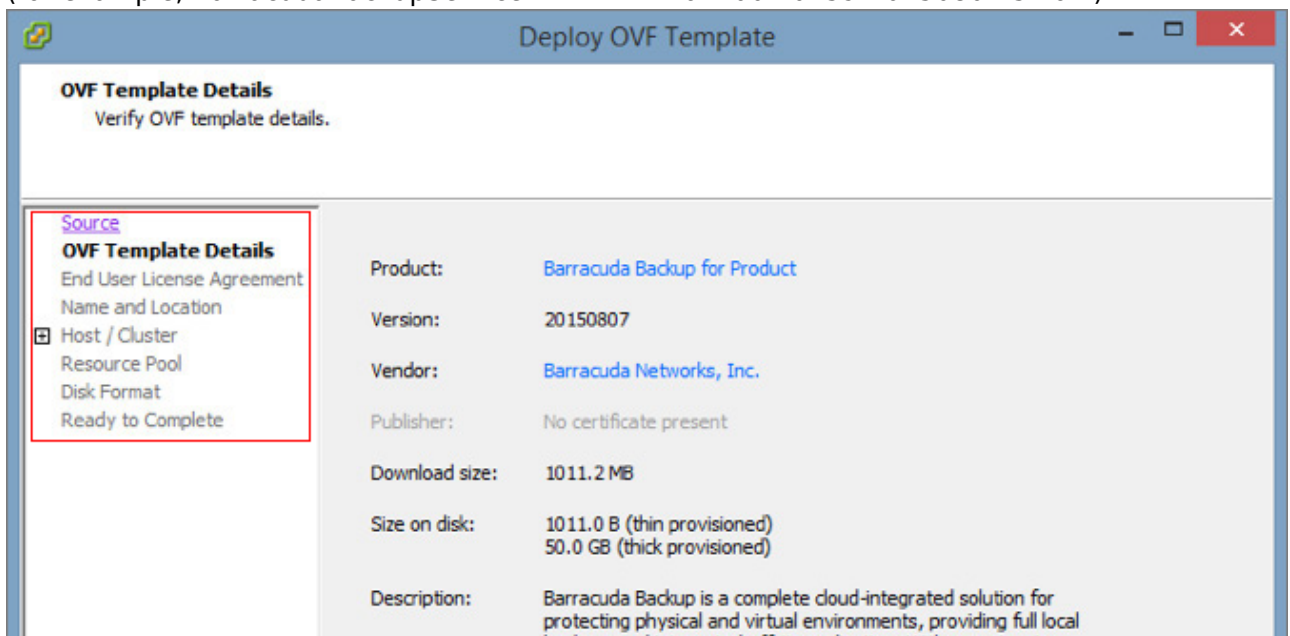 Deploy OVF Template
OVF Template Details
Verify OVF template details.
Source
OVF Template Details
End User License Agreement
Name and Location
Host / Cluster
Resource Pool
Disk Format
Ready to Complete
Product: Barracuda Backup for Product
Version: 20150807
Vendor: Barracuda Networks, Inc.
Publisher: No certificate present
Download size: 1011.2 MB
Size on disk: 1011.0 B (thin provisioned)
50.0 GB (thick provisioned)
Description: Barracuda Backup is a complete cloud-integrated solution for
protecting physical and virtual environments, providing full local